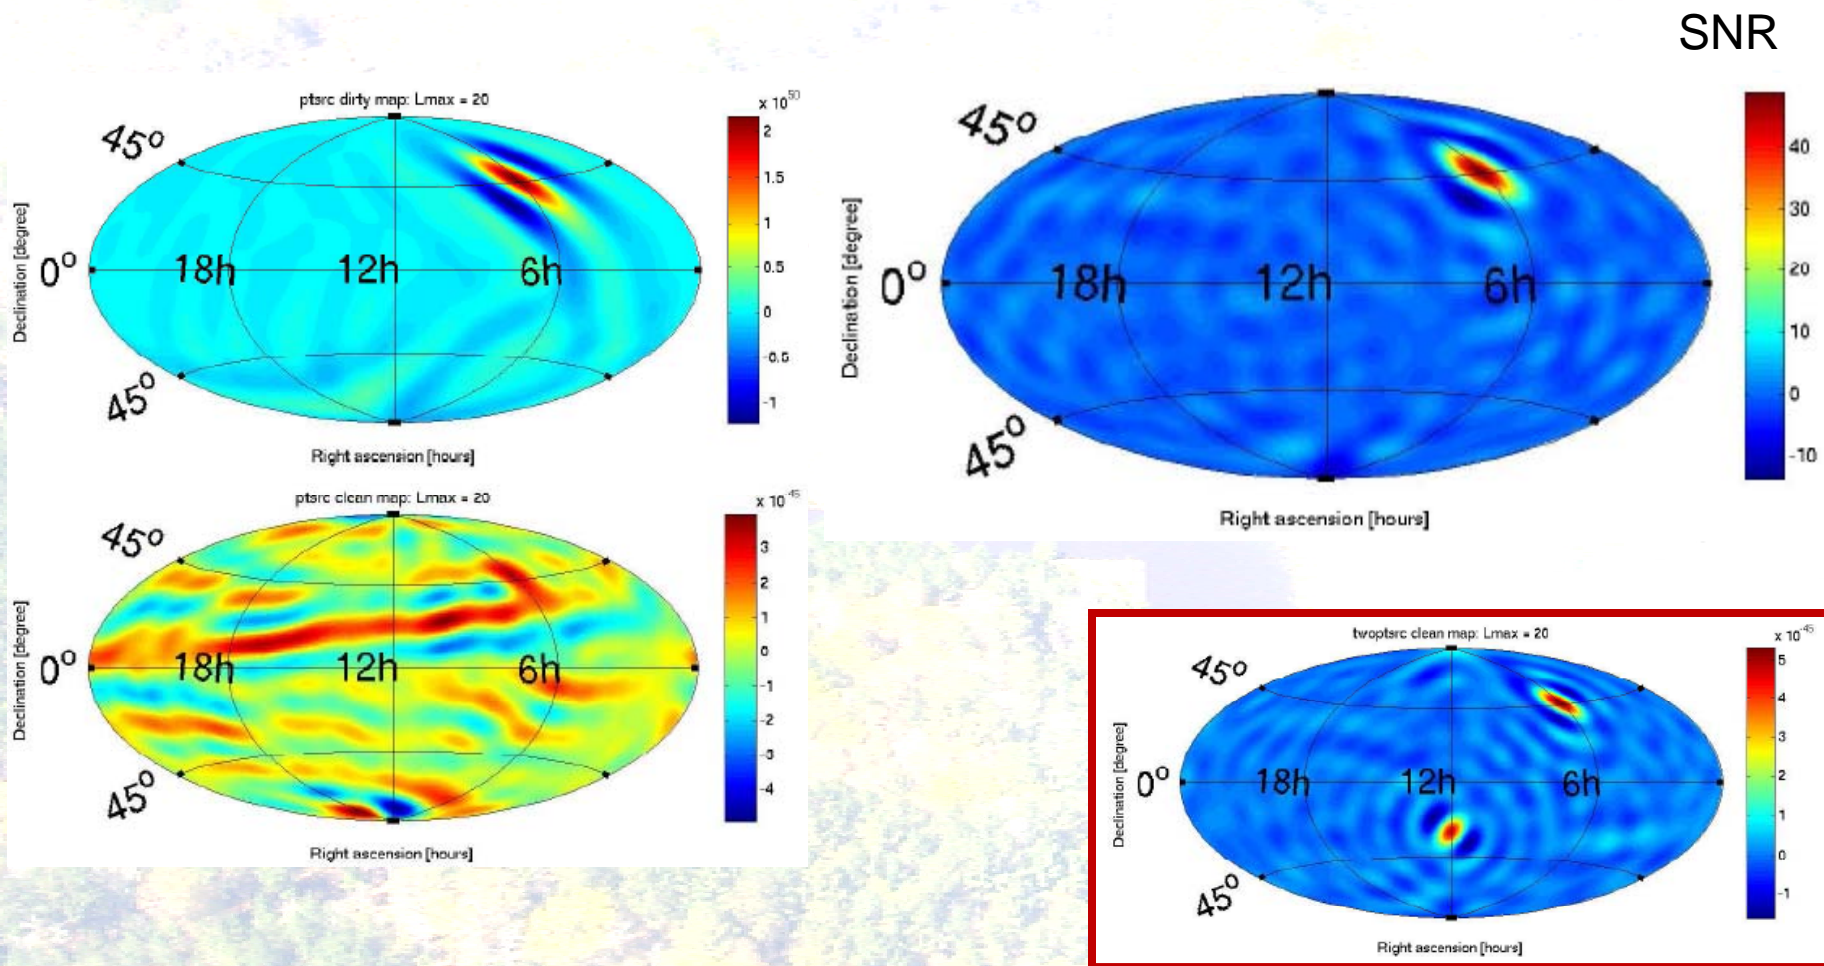 SNR
ptsrc dirty map: Lmax = 20
x 10^50
45°
0°
45°
18h 12h 6h
Declination [degree]
Right ascension [hours]
2
1.5
1
0.5
0
-0.5
-1
45°
0°
45°
18h 12h 6h
Declination [degree]
Right ascension [hours]
40
30
20
10
0
-10
ptsrc clean map: Lmax = 20
x 10^-45
45°
0°
45°
18h 12h 6h
Declination [degree]
Right ascension [hours]
3
2
1
0
-1
-2
-3
-4
twoptsrc clean map: Lmax = 20
x 10^-45
45°
0°
45°
18h 12h 6h
Declination [degree]
Right ascension [hours]
5
4
3
2
1
0
-1